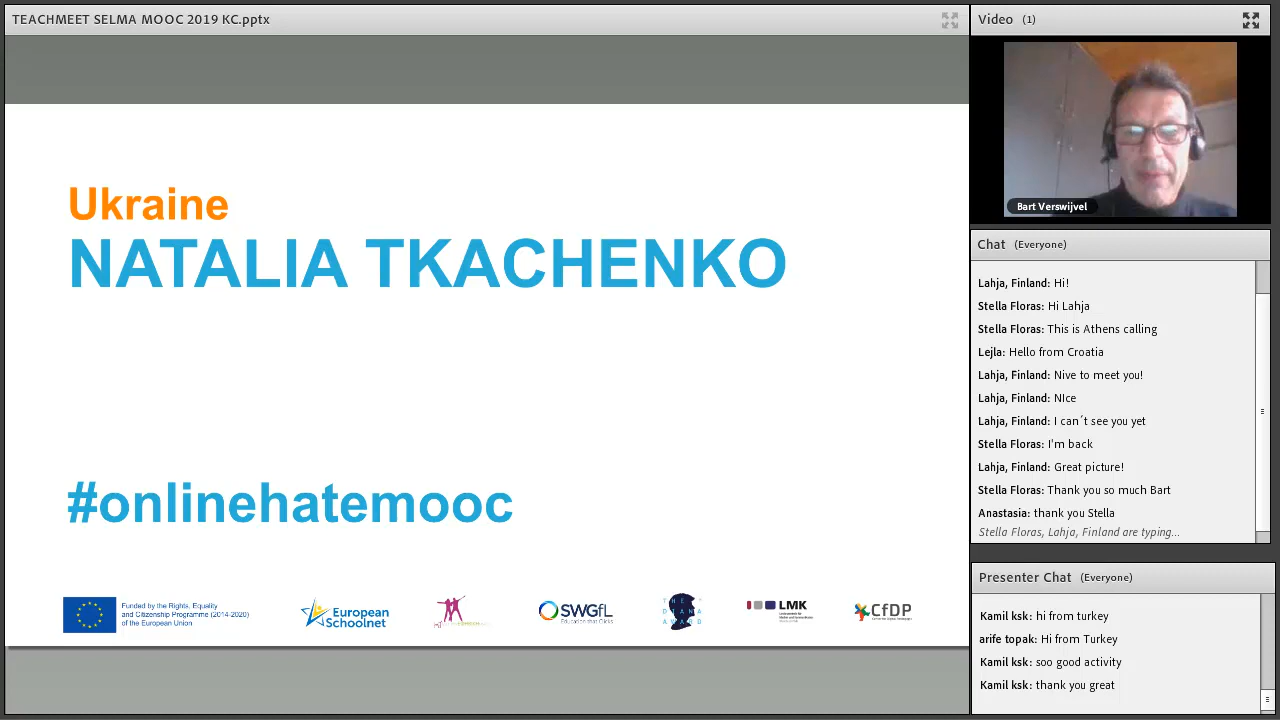 TEACHMEET SELMA MOOC 2019 KC.pptx
Ukraine
NATALIA TKACHENKO
#onlinehatemooc
Funded by the Rights, Equality
and Citizenship Programme (2014-2020)
of the European Union
European
Schoolnet
SWGfL
Education that Clicks
THE
DIANA
AWARD
LMK
CfDP
Video (1)
Bart Verswijvel
Chat (Everyone)
Lahja, Finland: Hi!
Stella Floras: Hi Lahja
Stella Floras: This is Athens calling
Lejla: Hello from Croatia
Lahja, Finland: Nive to meet you!
Lahja, Finland: NIce
Lahja, Finland: I can´t see you yet
Stella Floras: I'm back
Lahja, Finland: Great picture!
Stella Floras: Thank you so much Bart
Anastasia: thank you Stella
Stella Floras, Lahja, Finland are typing...
Presenter Chat (Everyone)
Kamil ksk: hi from turkey
arife topak: Hi from Turkey
Kamil ksk: soo good activity
Kamil ksk: thank you great